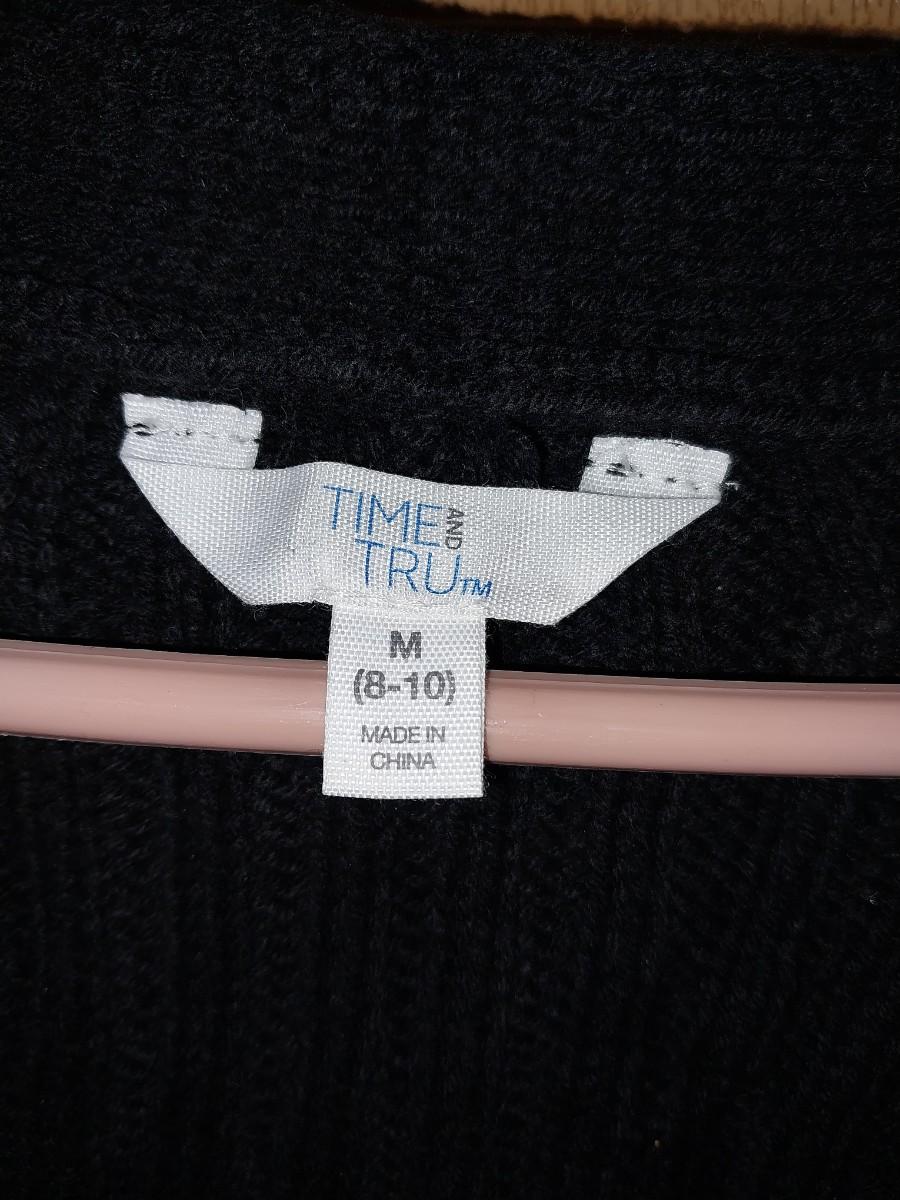 TIME AND
TRU™
M
(8-10)
MADE IN
CHINA